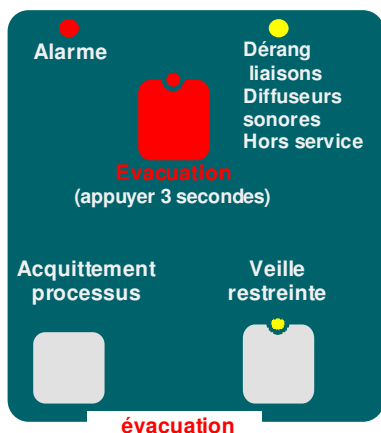 Alarme
Dérang
liaisons
Diffuseurs
sonores
Hors service
Evacuation
(appuyer 3 secondes)
Acquittement
processus
Veille
restreinte
évacuation